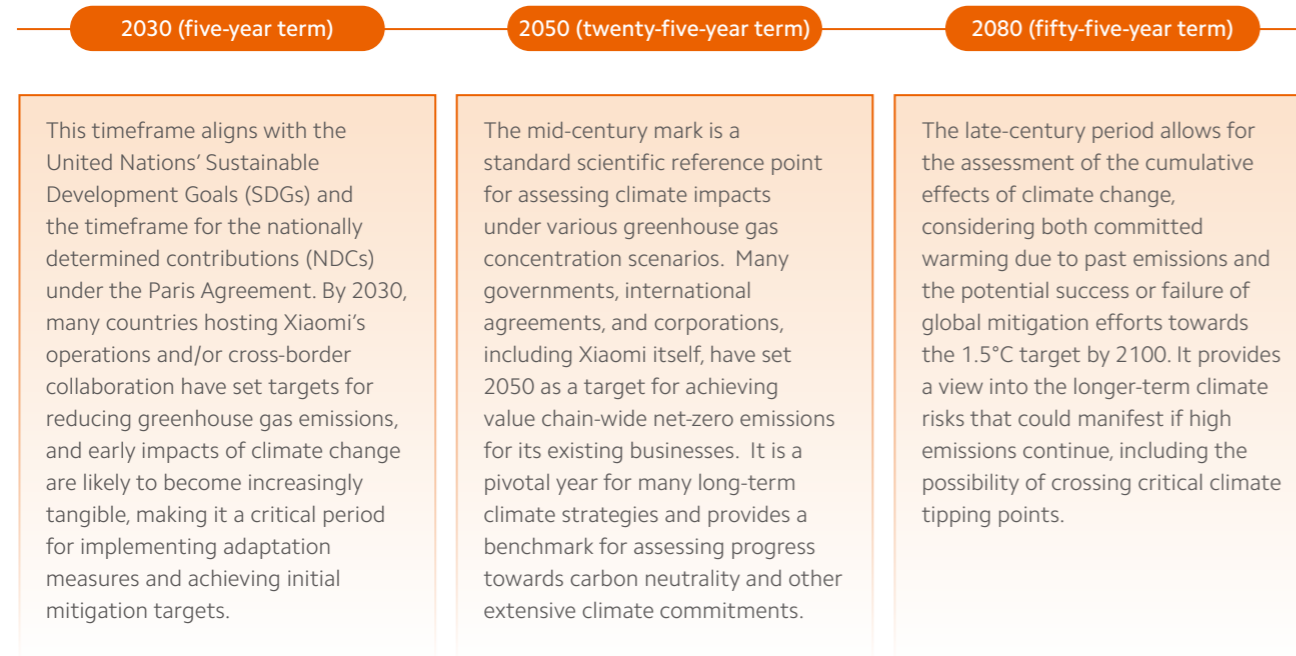 2030 (five-year term)
This timeframe aligns with the
United Nations’ Sustainable
Development Goals (SDGs) and
the timeframe for the nationally
determined contributions (NDCs)
under the Paris Agreement. By 2030,
many countries hosting Xiaomi’s
operations and/or cross-border
collaboration have set targets for
reducing greenhouse gas emissions,
and early impacts of climate change
are likely to become increasingly
tangible, making it a critical period
for implementing adaptation
measures and achieving initial
mitigation targets.
2050 (twenty-five-year term)
The mid-century mark is a
standard scientific reference point
for assessing climate impacts
under various greenhouse gas
concentration scenarios. Many
governments, international
agreements, and corporations,
including Xiaomi itself, have set
2050 as a target for achieving
value chain-wide net-zero emissions
for its existing businesses. It is a
pivotal year for many long-term
climate strategies and provides a
benchmark for assessing progress
towards carbon neutrality and other
extensive climate commitments.
2080 (fifty-five-year term)
The late-century period allows for
the assessment of the cumulative
effects of climate change,
considering both committed
warming due to past emissions and
the potential success or failure of
global mitigation efforts towards
the 1.5°C target by 2100. It provides
a view into the longer-term climate
risks that could manifest if high
emissions continue, including the
possibility of crossing critical climate
tipping points.